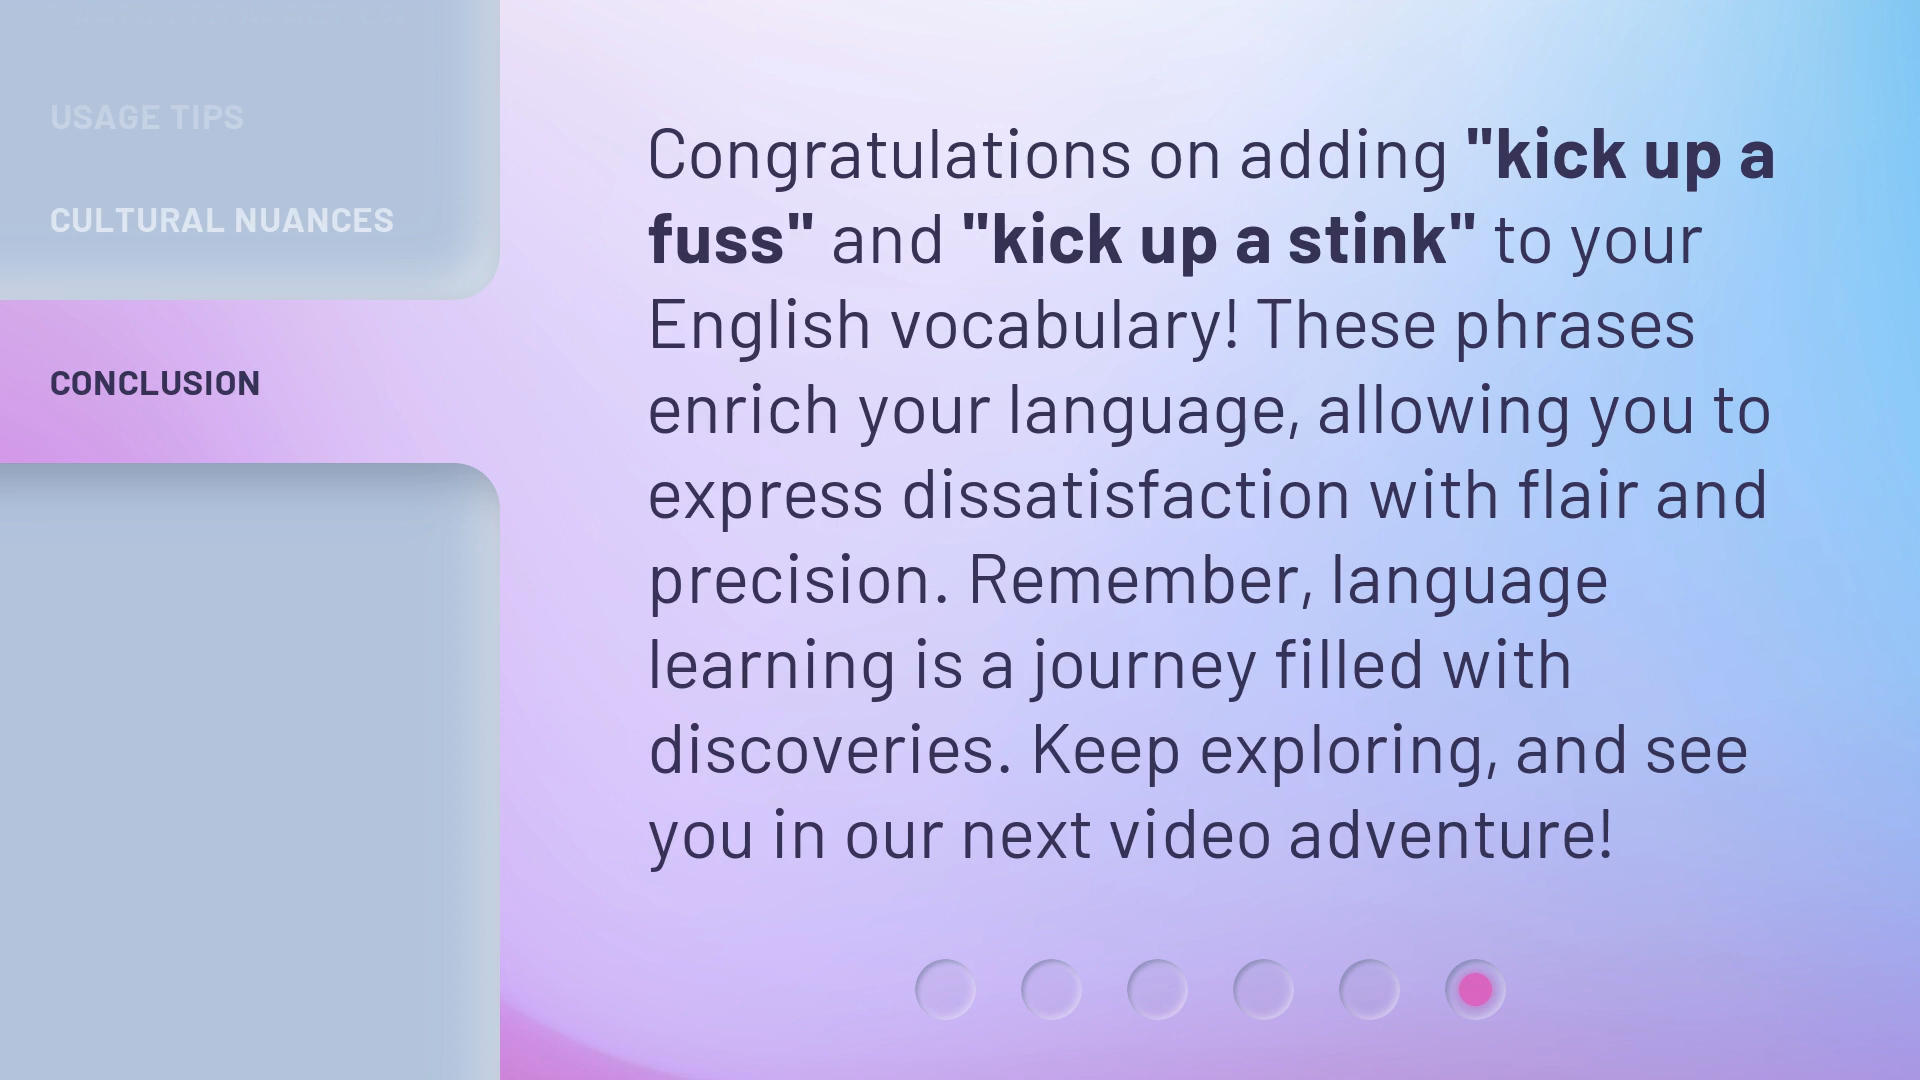 USAGE TIPS
CULTURAL NUANCES
CONCLUSION
Congratulations on adding "kick up a
fuss" and "kick up a stink" to your
English vocabulary! These phrases
enrich your language, allowing you to
express dissatisfaction with flair and
precision. Remember, language
learning is a journey filled with
discoveries. Keep exploring, and see
you in our next video adventure!